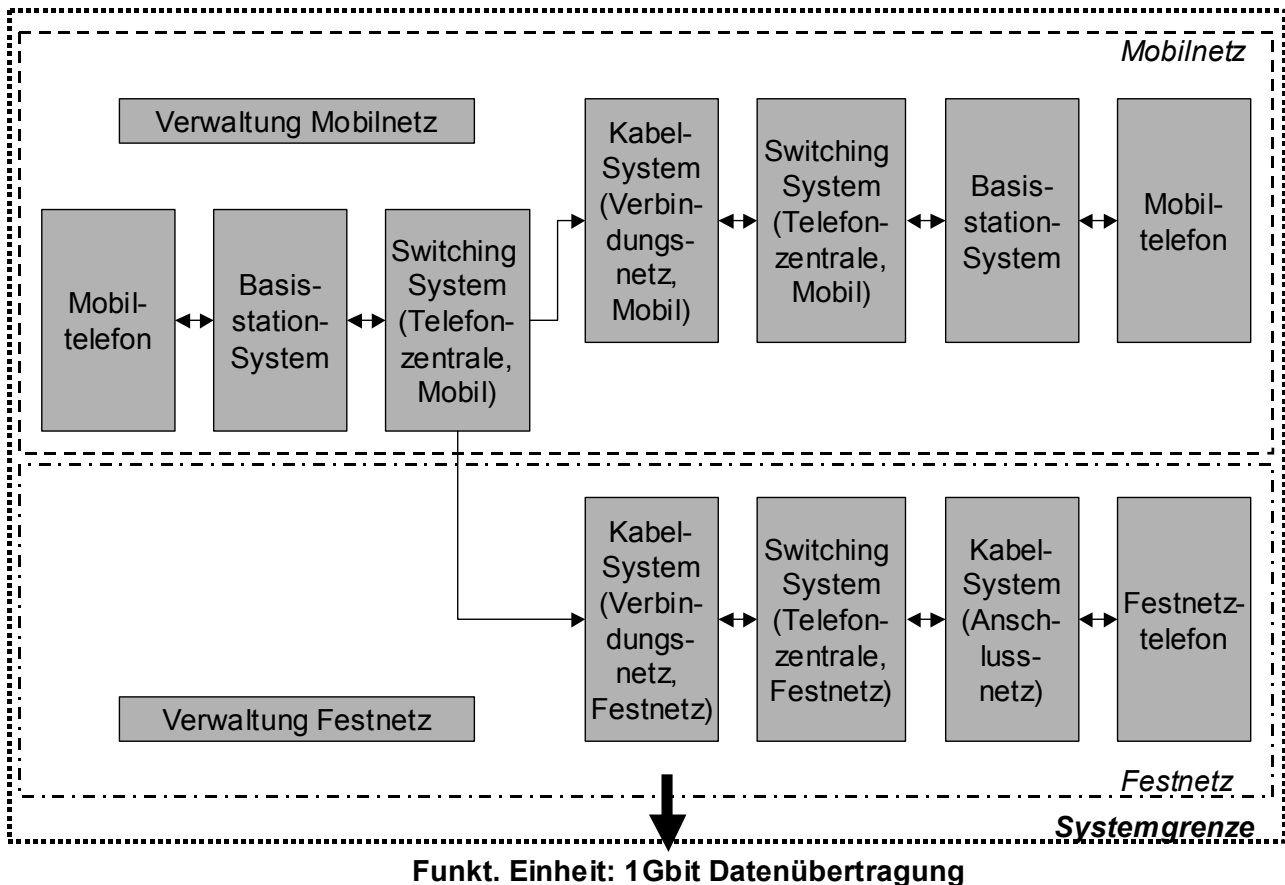 Mobilnetz
Verwaltung Mobilnetz
Mobil-
telefon
Basis-
station-
System
Switching
System
(Telefon-
zentrale,
Mobil)
Kabel-
System
(Verbin-
dungs-
netz,
Mobil)
Switching
System
(Telefon-
zentrale,
Mobil)
Basis-
station-
System
Mobil-
telefon
Kabel-
System
(Verbin-
dungs-
netz,
Festnetz)
Switching
System
(Telefon-
zentrale,
Festnetz)
Kabel-
System
(Ansch-
luss-
netz)
Festnetz-
telefon
Verwaltung Festnetz
Festnetz
Systemgrenze
Funkt. Einheit: 1Gbit Datenübertragung